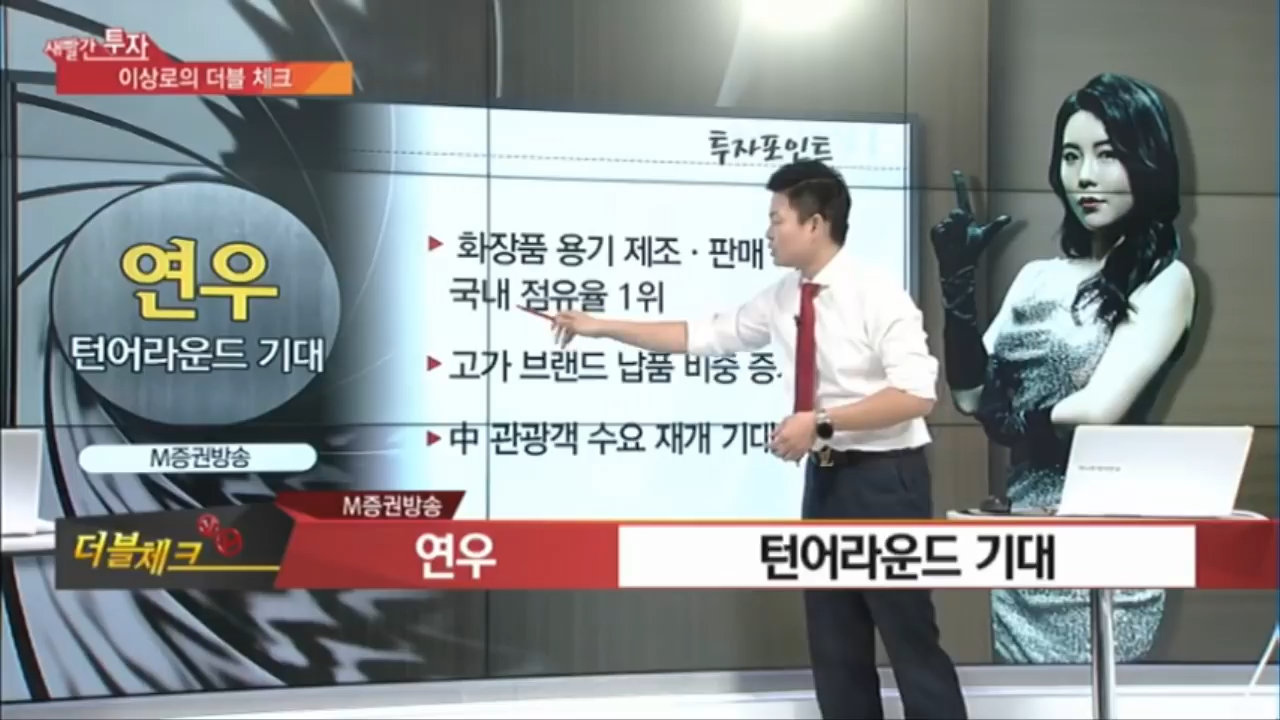 새빨간 투자
이상로의 더블 체크
투자포인트
연우
턴어라운드 기대
M증권방송
▶ 화장품 용기 제조 · 판매
국내 점유율 1위
▶ 고가 브랜드 납품 비중
▶ 中 관광객 수요 재개 기대
M증권방송
더블체크
연우
턴어라운드 기대